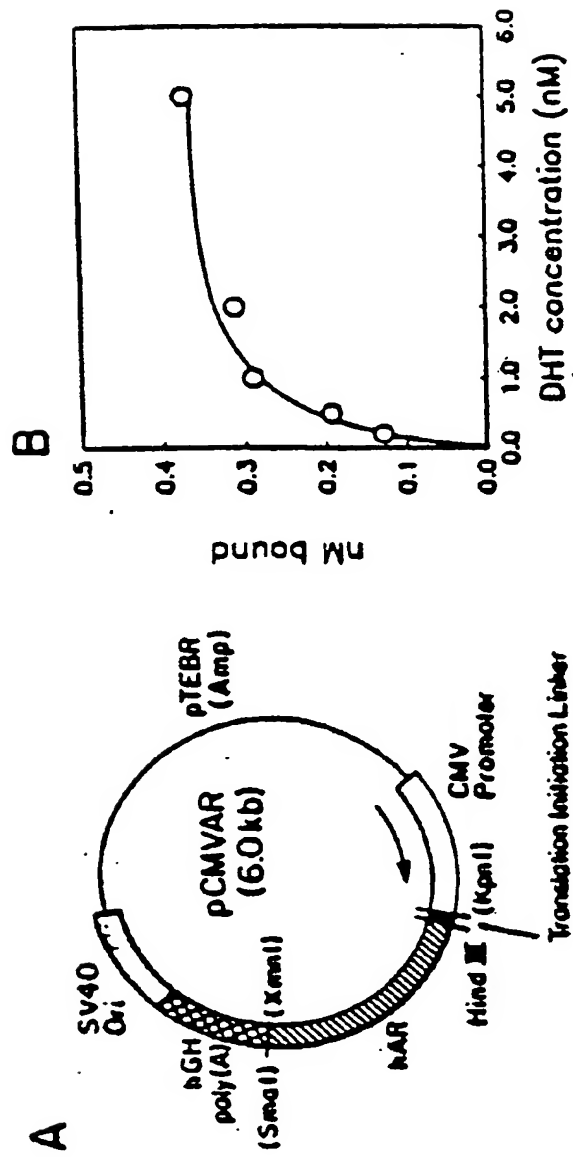 A
SV40
Ori
pTEBR
(Amp)
hGH
poly(A)
pCMVAR
(6.0kb)
(SmaI)
(XmnI)
hAR
Hind III
(KpnI)
CMV
Promoter
Translation Initiation Linker
B
nM bound
0.5
0.4
0.3
0.2
0.1
0.0
0.0 1.0 2.0 3.0 4.0 5.0 6.0
DHT concentration (nM)